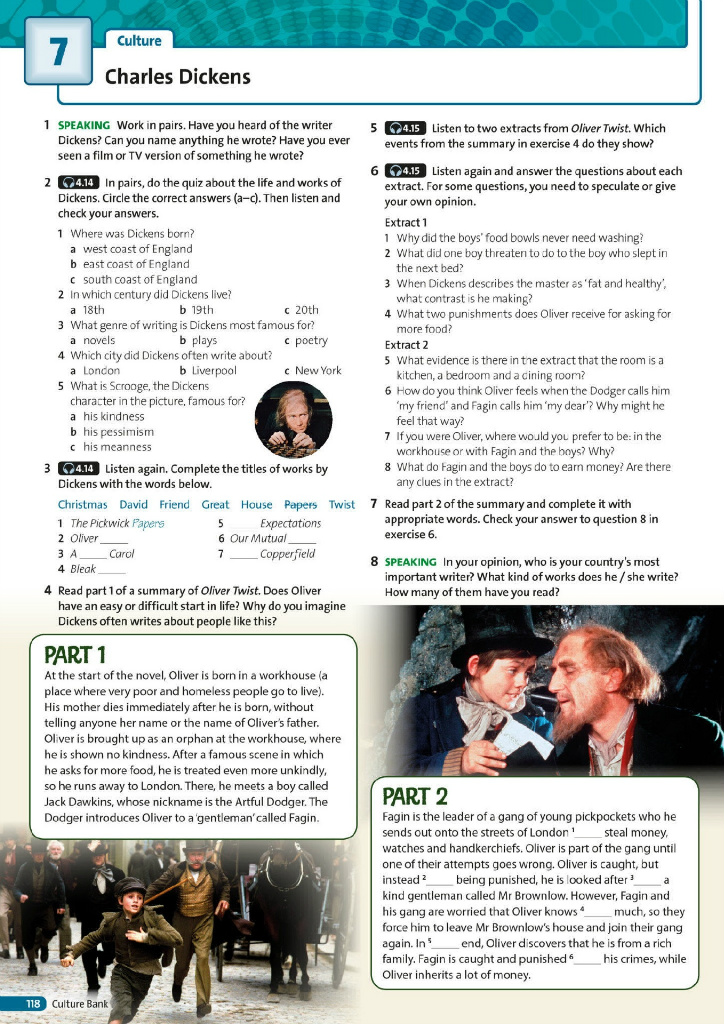 7
Culture
Charles Dickens
1 SPEAKING Work in pairs. Have you heard of the writer
Dickens? Can you name anything he wrote? Have you ever
seen a film or TV version of something he wrote?
2 4.14 In pairs, do the quiz about the life and works of
Dickens. Circle the correct answers (a–c). Then listen and
check your answers.
1 Where was Dickens born?
a west coast of England
b east coast of England
c south coast of England
2 In which century did Dickens live?
a 18th b 19th c 20th
3 What genre of writing is Dickens most famous for?
a novels b plays c poetry
4 Which city did Dickens often write about?
a London b Liverpool c New York
5 What is Scrooge, the Dickens
character in the picture, famous for?
a his kindness
b his pessimism
c his meanness
3 4.14 Listen again. Complete the titles of works by
Dickens with the words below.
Christmas David Friend Great House Papers Twist
1 The Pickwick Papers
2 Oliver _____
3 A _____ Carol
4 Bleak _____
5 _____ Expectations
6 Our Mutual _____
7 _____ Copperfield
4 Read part 1 of a summary of Oliver Twist. Does Oliver
have an easy or difficult start in life? Why do you imagine
Dickens often writes about people like this?
PART 1
At the start of the novel, Oliver is born in a workhouse (a
place where very poor and homeless people go to live).
His mother dies immediately after he is born, without
telling anyone her name or the name of Oliver's father.
Oliver is brought up as an orphan at the workhouse, where
he is shown no kindness. After a famous scene in which
he asks for more food, he is treated even more unkindly,
so he runs away to London. There, he meets a boy called
Jack Dawkins, whose nickname is the Artful Dodger. The
Dodger introduces Oliver to a 'gentleman' called Fagin.
5 4.15 Listen to two extracts from Oliver Twist. Which
events from the summary in exercise 4 do they show?
6 4.15 Listen again and answer the questions about each
extract. For some questions, you need to speculate or give
your own opinion.
Extract 1
1 Why did the boys' food bowls never need washing?
2 What did one boy threaten to do to the boy who slept in
the next bed?
3 When Dickens describes the master as 'fat and healthy',
what contrast is he making?
4 What two punishments does Oliver receive for asking for
more food?
Extract 2
5 What evidence is there in the extract that the room is a
kitchen, a bedroom and a dining room?
6 How do you think Oliver feels when the Dodger calls him
'my friend' and Fagin calls him 'my dear'? Why might he
feel that way?
7 If you were Oliver, where would you prefer to be: in the
workhouse or with Fagin and the boys? Why?
8 What do Fagin and the boys do to earn money? Are there
any clues in the extract?
7 Read part 2 of the summary and complete it with
appropriate words. Check your answer to question 8 in
exercise 6.
8 SPEAKING In your opinion, who is your country's most
important writer? What kind of works does he / she write?
How many of them have you read?
PART 2
Fagin is the leader of a gang of young pickpockets who he
sends out onto the streets of London 1_____ steal money,
watches and handkerchiefs. Oliver is part of the gang until
one of their attempts goes wrong. Oliver is caught, but
instead 2_____ being punished, he is looked after 3_____ a
kind gentleman called Mr Brownlow. However, Fagin and
his gang are worried that Oliver knows 4_____ much, so they
force him to leave Mr Brownlow's house and join their gang
again. In 5_____ end, Oliver discovers that he is from a rich
family. Fagin is caught and punished 6_____ his crimes, while
Oliver inherits a lot of money.
118 Culture Bank